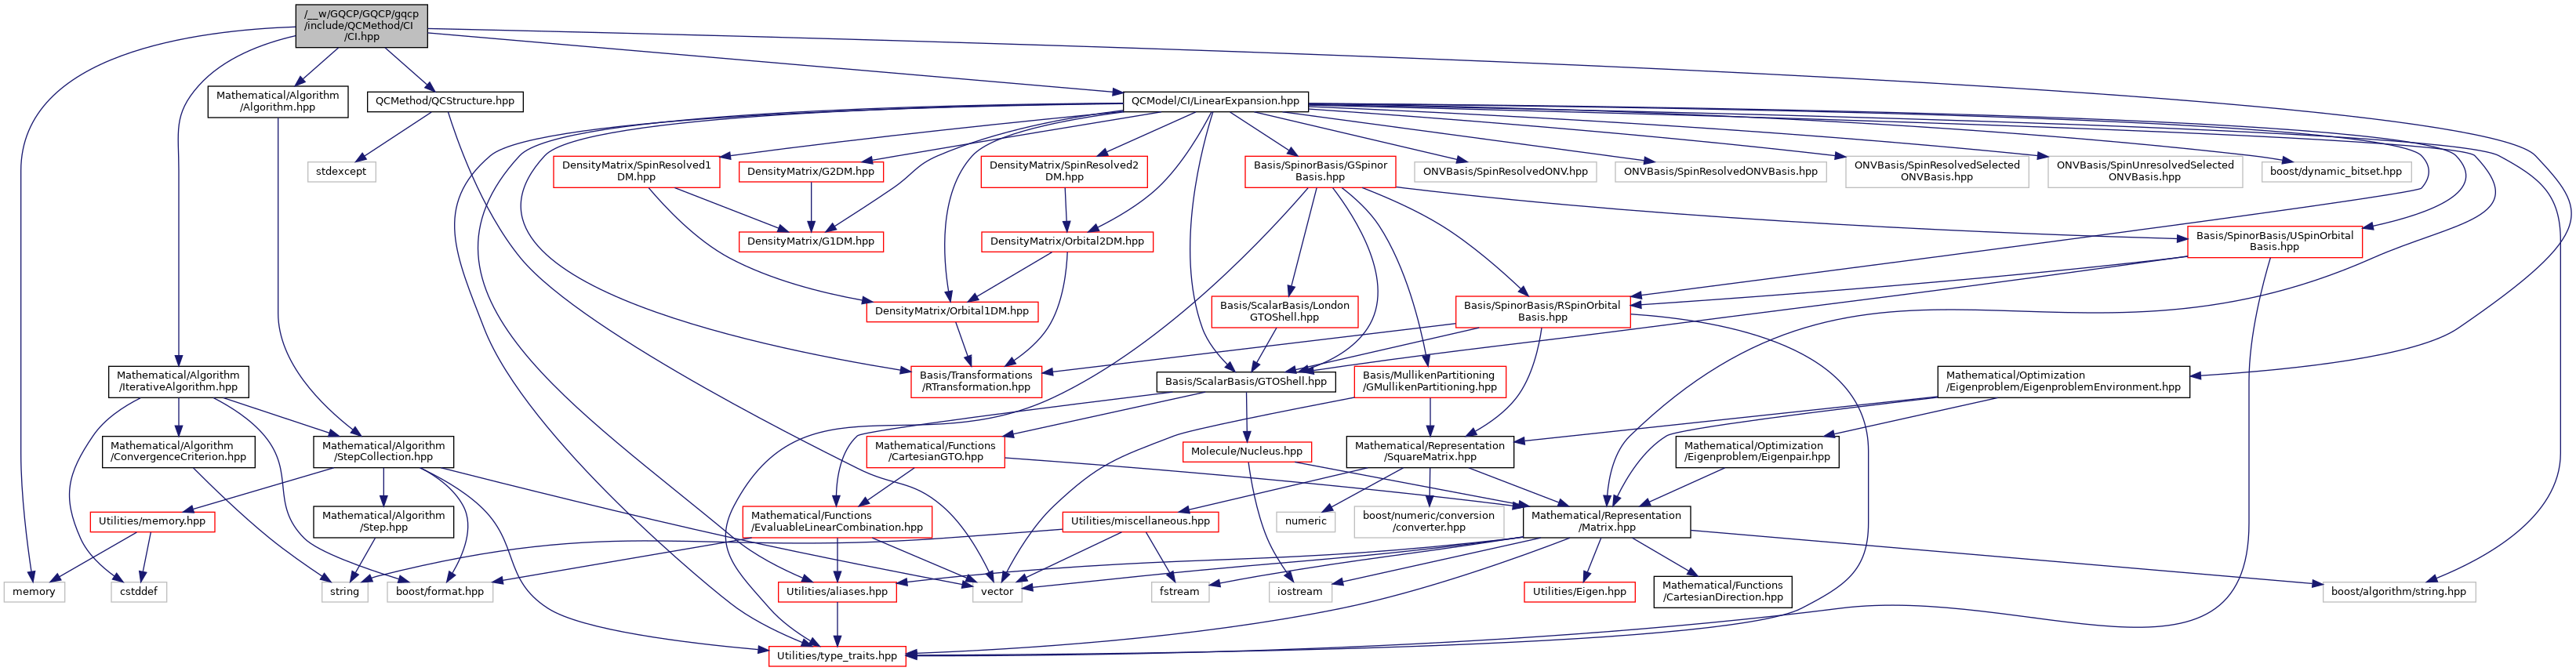 /__w/GQCP/GQCP/gqcp
/include/QCMethod/CI
/CI.hpp
Mathematical/Algorithm
/Algorithm.hpp
QCMethod/QCStructure.hpp
QCModel/CI/LinearExpansion.hpp
stdexcept
DensityMatrix/SpinResolved1
DM.hpp
DensityMatrix/G2DM.hpp
DensityMatrix/SpinResolved2
DM.hpp
Basis/SpinorBasis/GSpinor
Basis.hpp
ONVBasis/SpinResolvedONV.hpp
ONVBasis/SpinResolvedONVBasis.hpp
ONVBasis/SpinResolvedSelected
ONVBasis.hpp
ONVBasis/SpinUnresolvedSelected
ONVBasis.hpp
boost/dynamic_bitset.hpp
DensityMatrix/G1DM.hpp
DensityMatrix/Orbital2DM.hpp
Basis/SpinorBasis/USpinOrbital
Basis.hpp
DensityMatrix/Orbital1DM.hpp
Basis/ScalarBasis/London
GTOShell.hpp
Basis/SpinorBasis/RSpinOrbital
Basis.hpp
Mathematical/Algorithm
/IterativeAlgorithm.hpp
Basis/Transformations
/RTransformation.hpp
Basis/ScalarBasis/GTOShell.hpp
Basis/MullikenPartitioning
/GMullikenPartitioning.hpp
Mathematical/Optimization
/Eigenproblem/EigenproblemEnvironment.hpp
Mathematical/Algorithm
/ConvergenceCriterion.hpp
Mathematical/Algorithm
/StepCollection.hpp
Mathematical/Functions
/CartesianGTO.hpp
Molecule/Nucleus.hpp
Mathematical/Representation
/SquareMatrix.hpp
Mathematical/Optimization
/Eigenproblem/Eigenpair.hpp
Utilities/memory.hpp
Mathematical/Algorithm
/Step.hpp
Mathematical/Functions
/EvaluableLinearCombination.hpp
Utilities/miscellaneous.hpp
numeric
boost/numeric/conversion
/converter.hpp
Mathematical/Representation
/Matrix.hpp
memory
cstddef
string
boost/format.hpp
Utilities/aliases.hpp
vector
fstream
iostream
Utilities/Eigen.hpp
Mathematical/Functions
/CartesianDirection.hpp
boost/algorithm/string.hpp
Utilities/type_traits.hpp